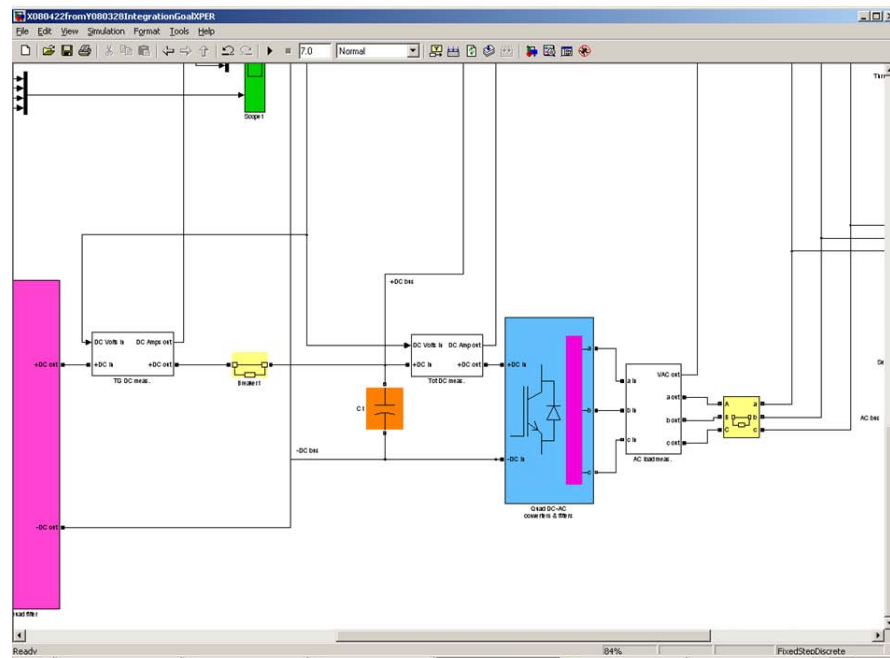 X080422fromY080328IntegrationGoalXPER
File Edit View Simulation Format Tools Help
7.0 Normal
Scope1
+DC bus
DC Volts In DC Amps out
+DC out +DC In +DC out
TG DC meas.
Breaker1
DC Volts In DC Amp out
+DC In +DC out
Tot DC meas.
C1
-DC bus
+DC In
-DC In
a
b
c
Quad DC-AC
converters & filters
VAC out
a In
a out
b In
b out
c In
c out
AC load meas.
A a
B b
C c
AC bus
-DC out
Ready 84% FixedStepDiscrete